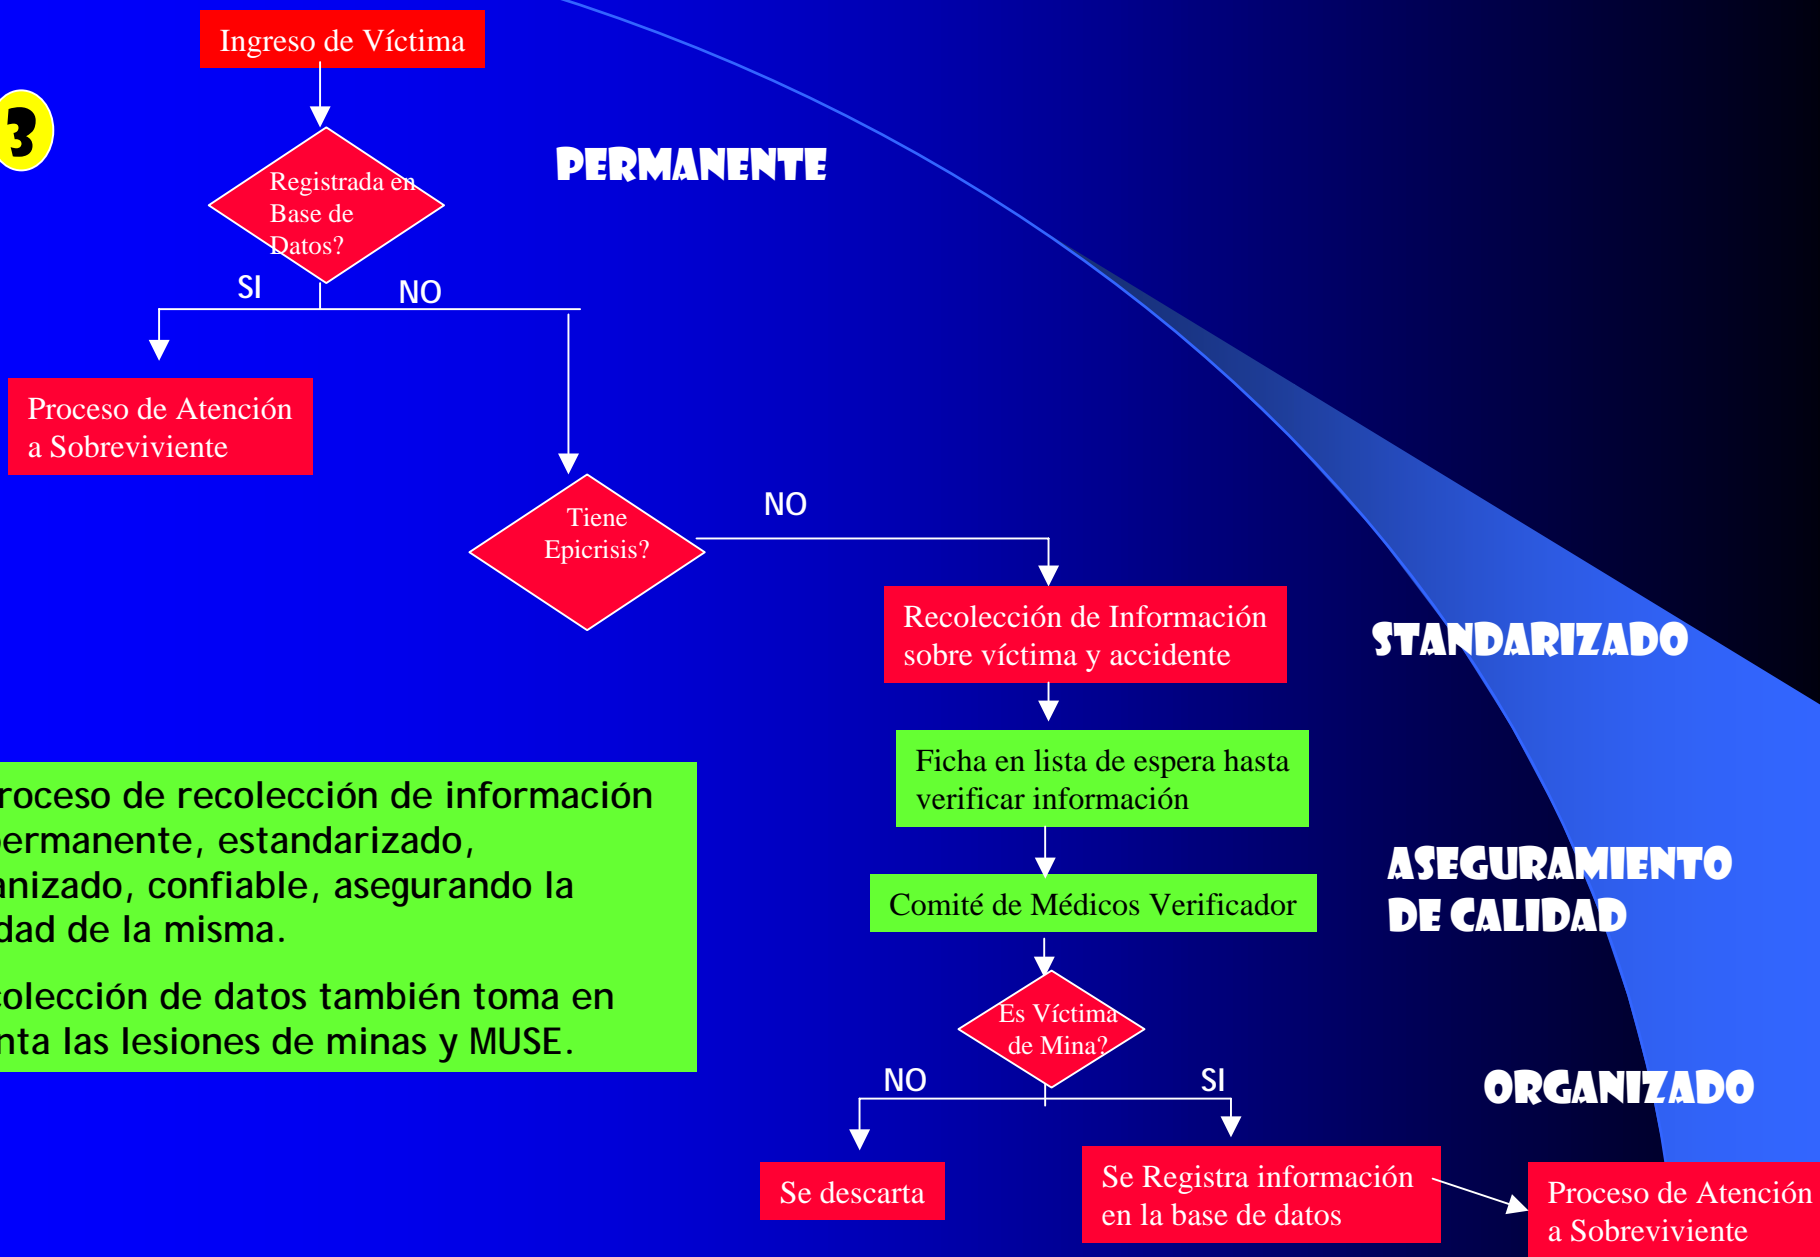 Ingreso de Víctima
3
PERMANENTE
Registrada en
Base de
Datos?
SI
NO
Proceso de Atención
a Sobreviviente
Tiene
Epicrisis?
NO
Recolección de Información
sobre víctima y accidente
STANDARIZADO
Ficha en lista de espera hasta
verificar información
roceso de recolección de información
permanente, estandarizado,
anizado, confiable, asegurando la
idad de la misma.
colección de datos también toma en
nta las lesiones de minas y MUSE.
Comité de Médicos Verificador
ASEGURAMIENTO
DE CALIDAD
Es Víctima
de Mina?
NO
SI
ORGANIZADO
Se descarta
Se Registra información
en la base de datos
Proceso de Atención
a Sobreviviente